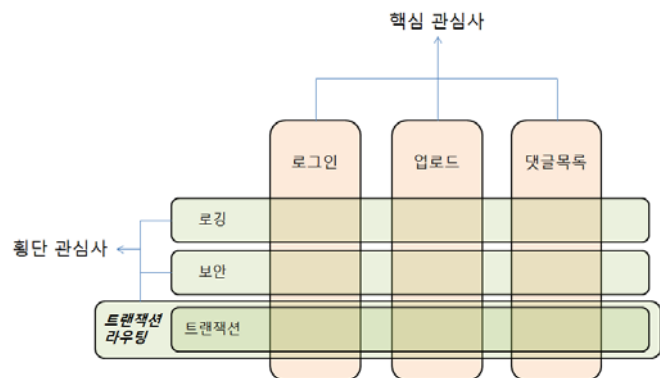 핵심 관심사
로그인
업로드
댓글목록
로깅
횡단 관심사
보안
트랜잭션
라우팅
트랜잭션